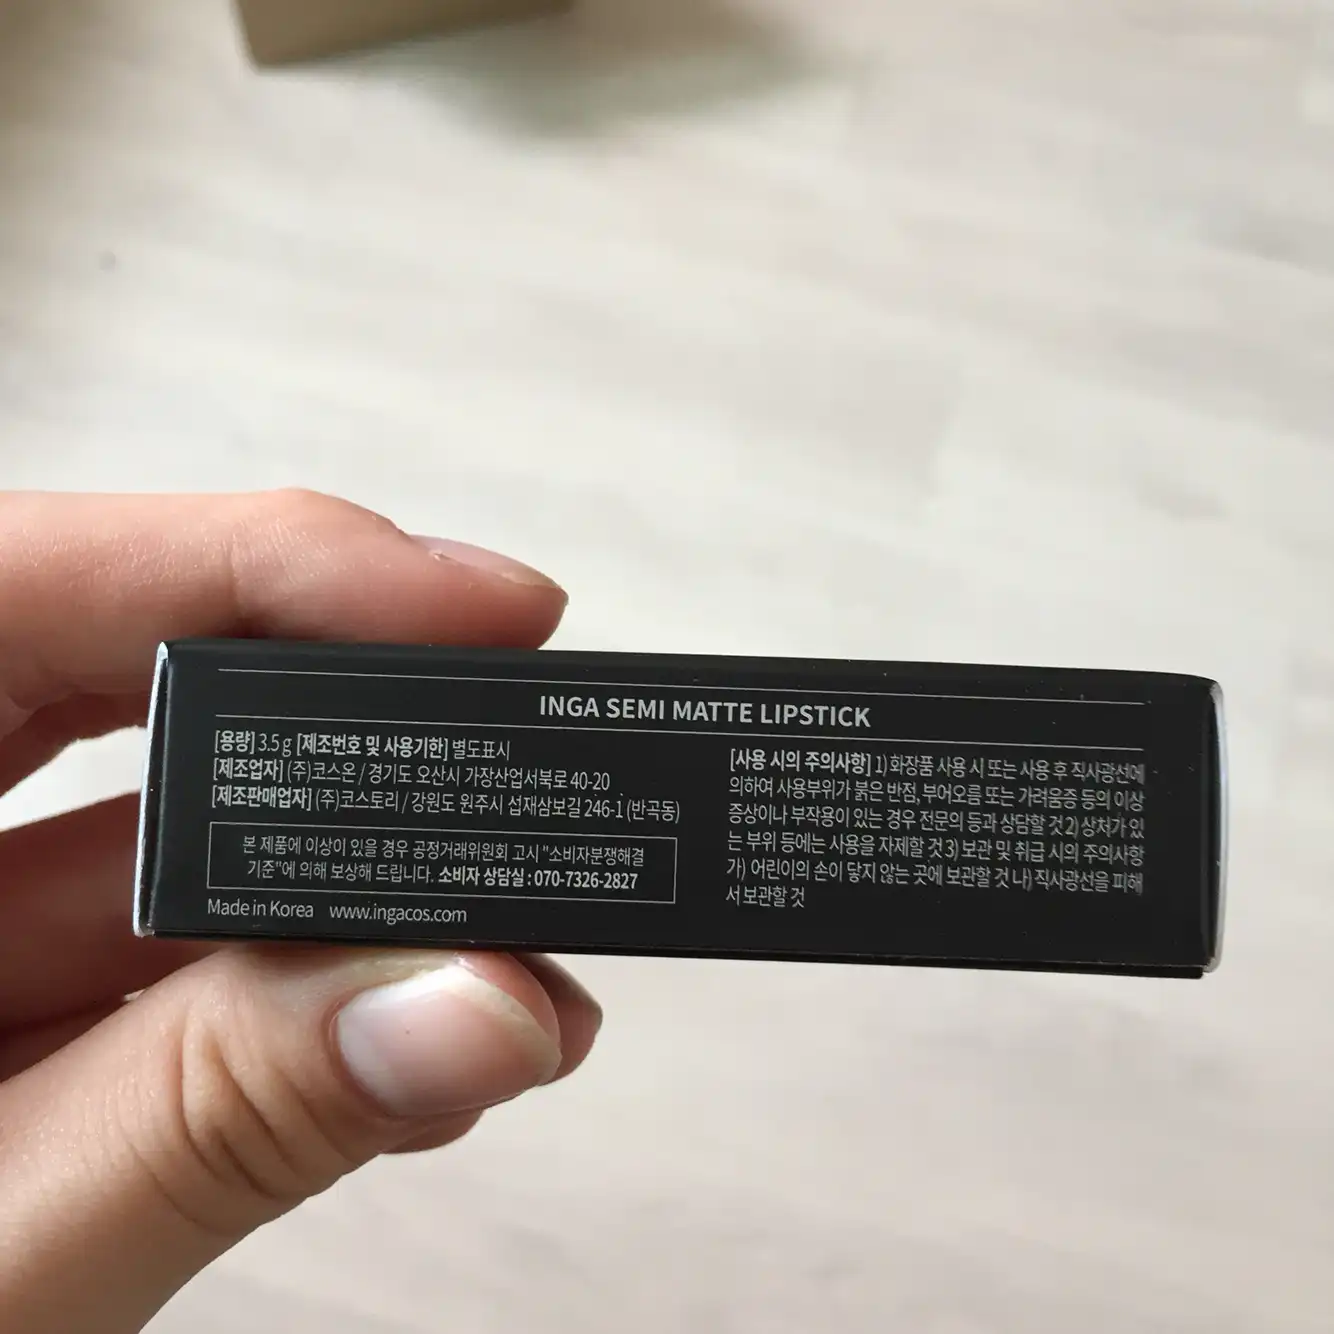 INGA SEMI MATTE LIPSTICK
[용량] 3.5 g [제조번호 및 사용기한] 별도표시
[제조업자] (주)코스온 / 경기도 오산시 가장산업서북로 40-20
[제조판매업자] (주)코스토리 / 강원도 원주시 섭재삼보길 246-1 (반곡동)
본 제품에 이상이 있을 경우 공정거래위원회 고시 "소비자분쟁해결
기준"에 의해 보상해 드립니다. 소비자 상담실 : 070-7326-2827
Made in Korea www.ingacos.com
[사용 시의 주의사항] 1) 화장품 사용 시 또는 사용 후 직사광선에
의하여 사용부위가 붉은 반점, 부어오름 또는 가려움증 등의 이상
증상이나 부작용이 있는 경우 전문의 등과 상담할 것 2) 상처가 있
는 부위 등에는 사용을 자제할 것 3) 보관 및 취급 시의 주의사항
가) 어린이의 손이 닿지 않는 곳에 보관할 것 나) 직사광선을 피해
서 보관할 것